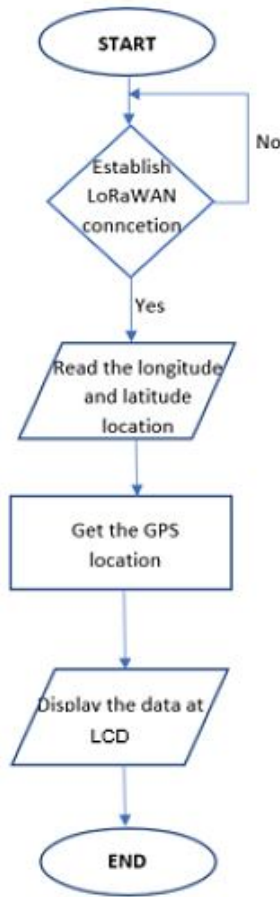 START
No
Establish
LoRaWAN
conncetion
Yes
Read the longitude
and latitude
location
Get the GPS
location
Display the data at
LCD
END